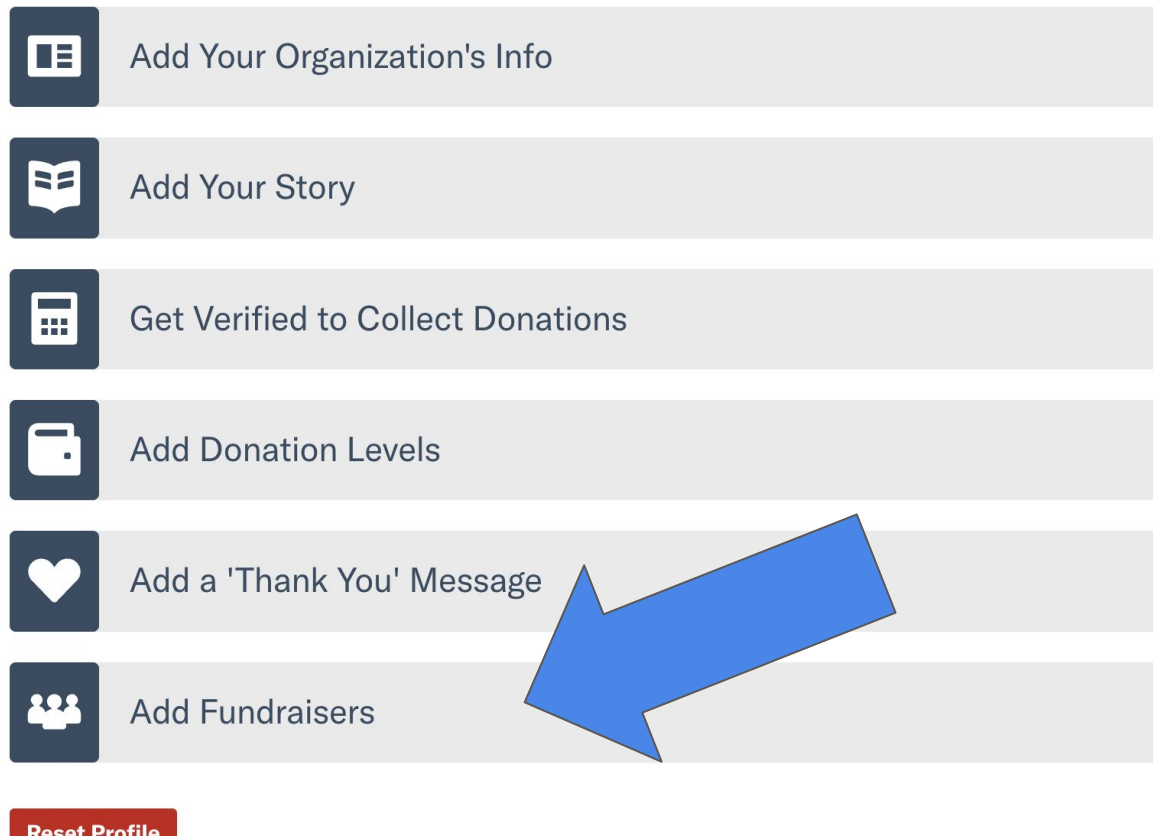 Add Your Organization's Info
Add Your Story
Get Verified to Collect Donations
Add Donation Levels
Add a 'Thank You' Message
Add Fundraisers
Reset Profile